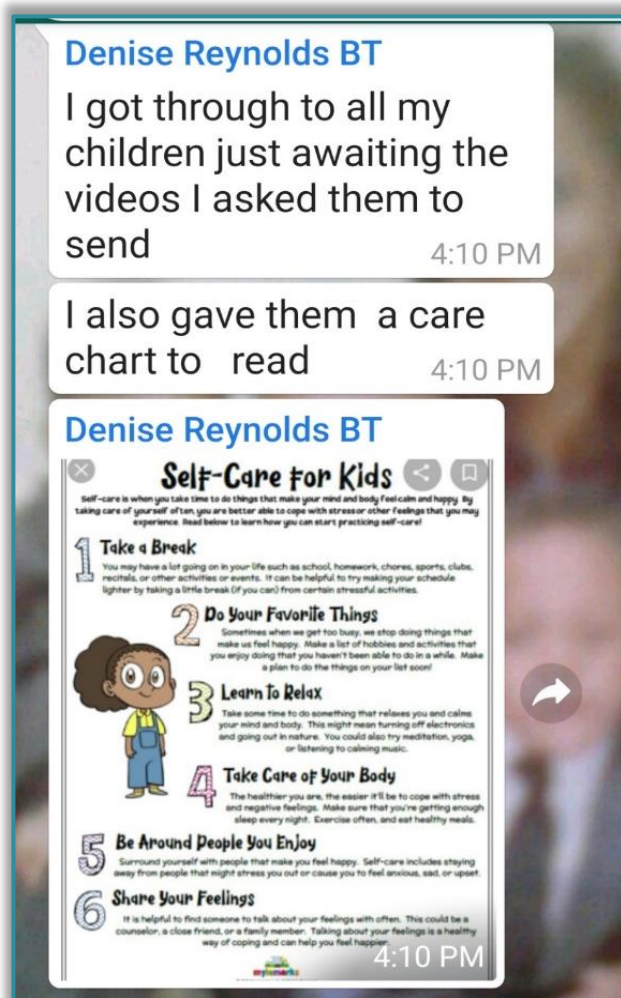 Denise Reynolds BT
I got through to all my
children just awaiting the
videos I asked them to
send
4:10 PM
I also gave them a care
chart to read
4:10 PM
Denise Reynolds BT
Self-Care for Kids
Self-care is when you take time to do things that make your mind and body feel calm and happy. By
taking care of yourself often, you are better able to cope with stress or other feelings that you may
experience. Read below to learn how you can start practicing self-care!
1 Take a Break
You may have a lot going on in your life such as school, homework, chores, sports, clubs,
recitals, or other activities or events. It can be helpful to try making your schedule
lighter by taking a little break (if you can) from certain stressful activities.
2 Do Your Favorite Things
Sometimes when we get too busy, we stop doing things that
make us feel happy. Make a list of hobbies and activities that
you enjoy doing that you haven't been able to do in a while. Make
a plan to do the things on your list soon!
3 Learn To Relax
Take some time to do something that relaxes you and calms
your mind and body. This might mean turning off electronics
and going out in nature. You could also try meditation, yoga,
or listening to calming music.
4 Take Care of Your Body
The healthier you are, the easier it'll be to cope with stress
and negative feelings. Make sure that you're getting enough
sleep every night. Exercise often, and eat healthy meals.
5 Be Around People You Enjoy
Surround yourself with people that make you feel happy. Self-care includes staying
away from people that might stress you out or cause you to feel anxious, sad, or upset.
6 Share Your Feelings
It is helpful to find someone to talk about your feelings with often. This could be a
counselor, a close friend, or a family member. Talking about your feelings is a healthy
way of coping and can help you feel happier.
4:10 PM
mylemarks